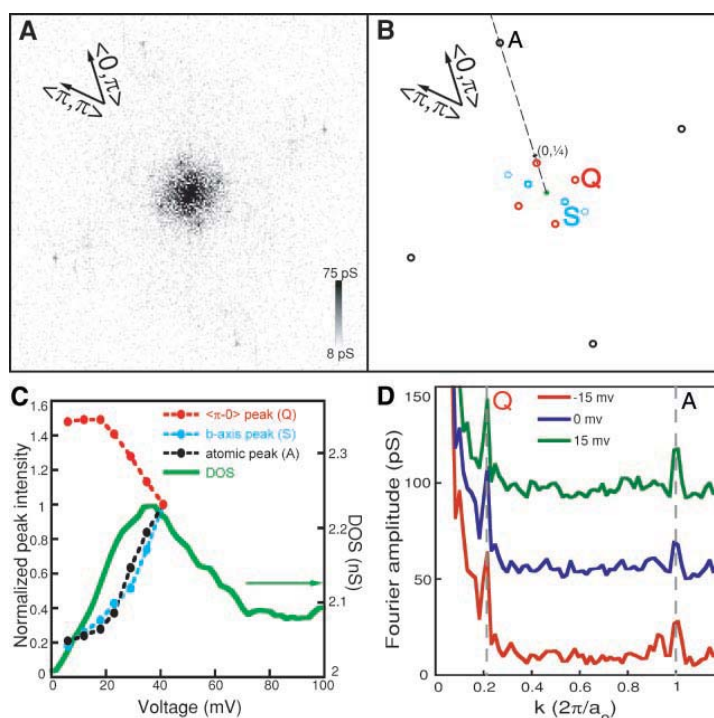 A
<0,π>
<π,π>
75 pS
8 pS
B
<0,π>
<π,π>
A
(0,¼)
Q
S
C
1.6
1.4
1.2
1
0.8
0.6
0.4
0.2
0
Normalized peak intensity
<π-0> peak (Q)
b-axis peak (S)
atomic peak (A)
DOS
2.3
2.2
2.1
2
DOS (nS)
0 20 40 60 80 100
Voltage (mV)
D
150
100
50
0
Fourier amplitude (pS)
Q
A
-15 mv
0 mv
15 mv
0 0.2 0.4 0.6 0.8 1
k (2π/a₀)